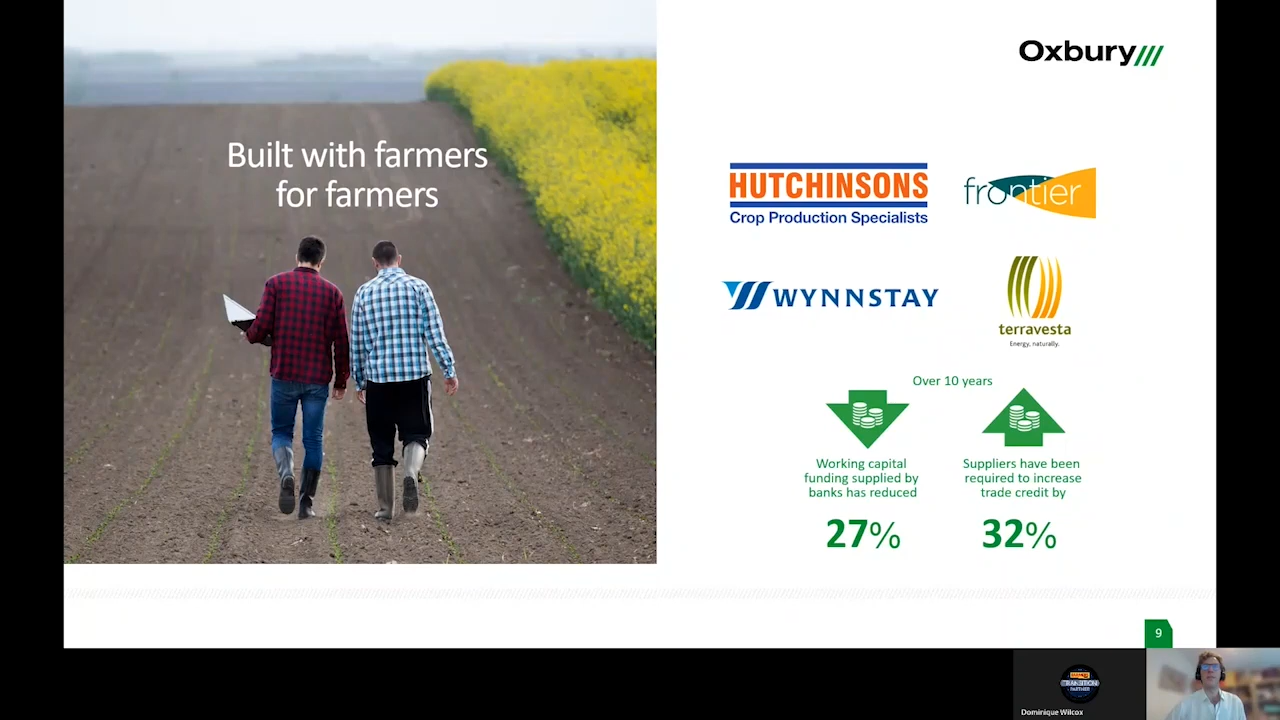 Built with farmers
for farmers
Oxbury
HUTCHINSONS
Crop Production Specialists
frontier
WYNNSTAY
terravesta
Energy, naturally.
Over 10 years
Working capital
funding supplied by
banks has reduced
27%
Suppliers have been
required to increase
trade credit by
32%
9
TRANSITION
PARTNER
Dominique Wilcox